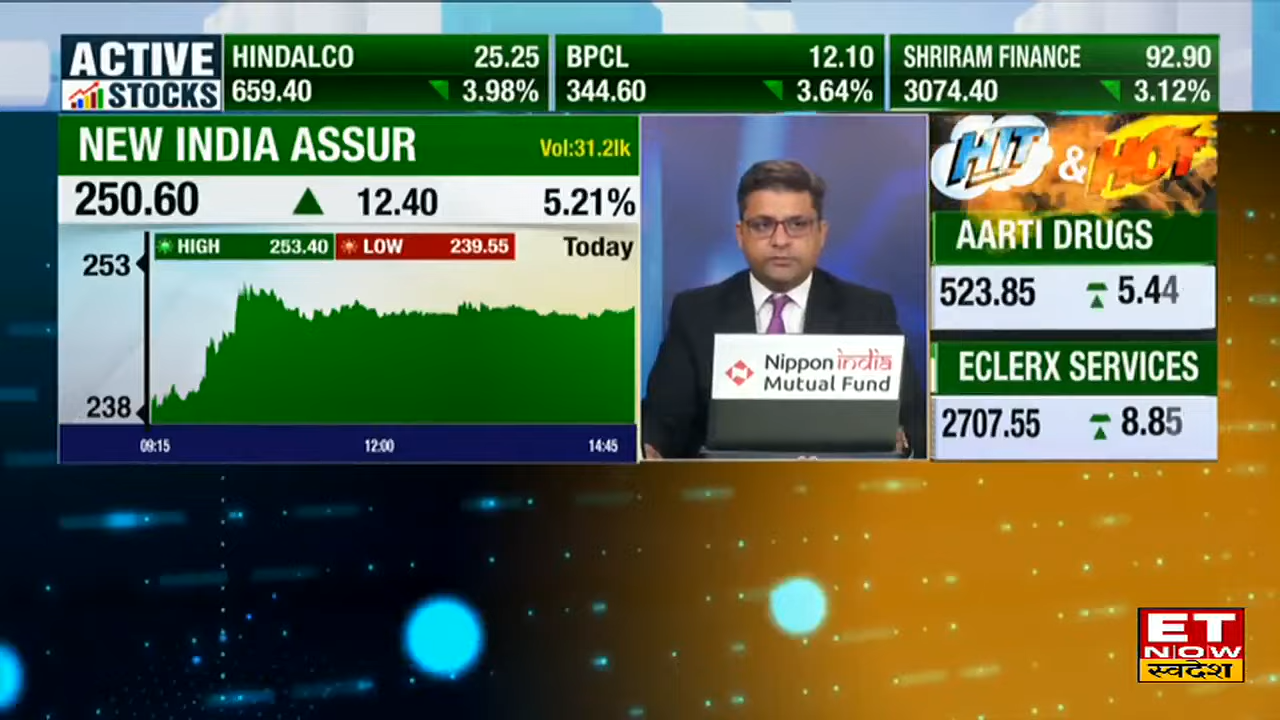 ACTIVE
STOCKS
HINDALCO 25.25
659.40 3.98%
BPCL 12.10
344.60 3.64%
SHRIRAM FINANCE 92.90
3074.40 3.12%
NEW INDIA ASSUR Vol:31.2lk
250.60 12.40 5.21%
HIGH 253.40 LOW 239.55 Today
253
238
09:15 12:00 14:45
Nippon india
Mutual Fund
HIT & HOT
AARTI DRUGS
523.85 5.44
ECLERX SERVICES
2707.55 8.85
ET
NOW
स्वदेश